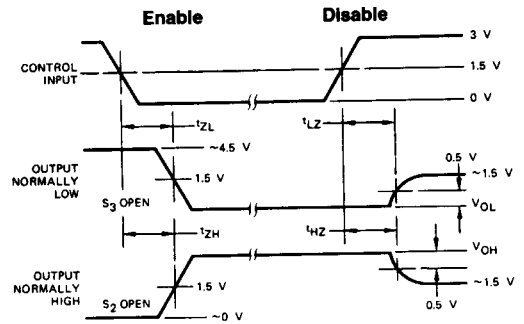 Enable Disable
3 V
CONTROL
INPUT
1.5 V
0 V
tZL
tLZ
~4.5 V
0.5 V
OUTPUT
NORMALLY
LOW
1.5 V
~1.5 V
S3 OPEN
VOL
tZH
tHZ
VOH
OUTPUT
NORMALLY
HIGH
S2 OPEN
1.5 V
~1.5 V
~0 V
0.5 V